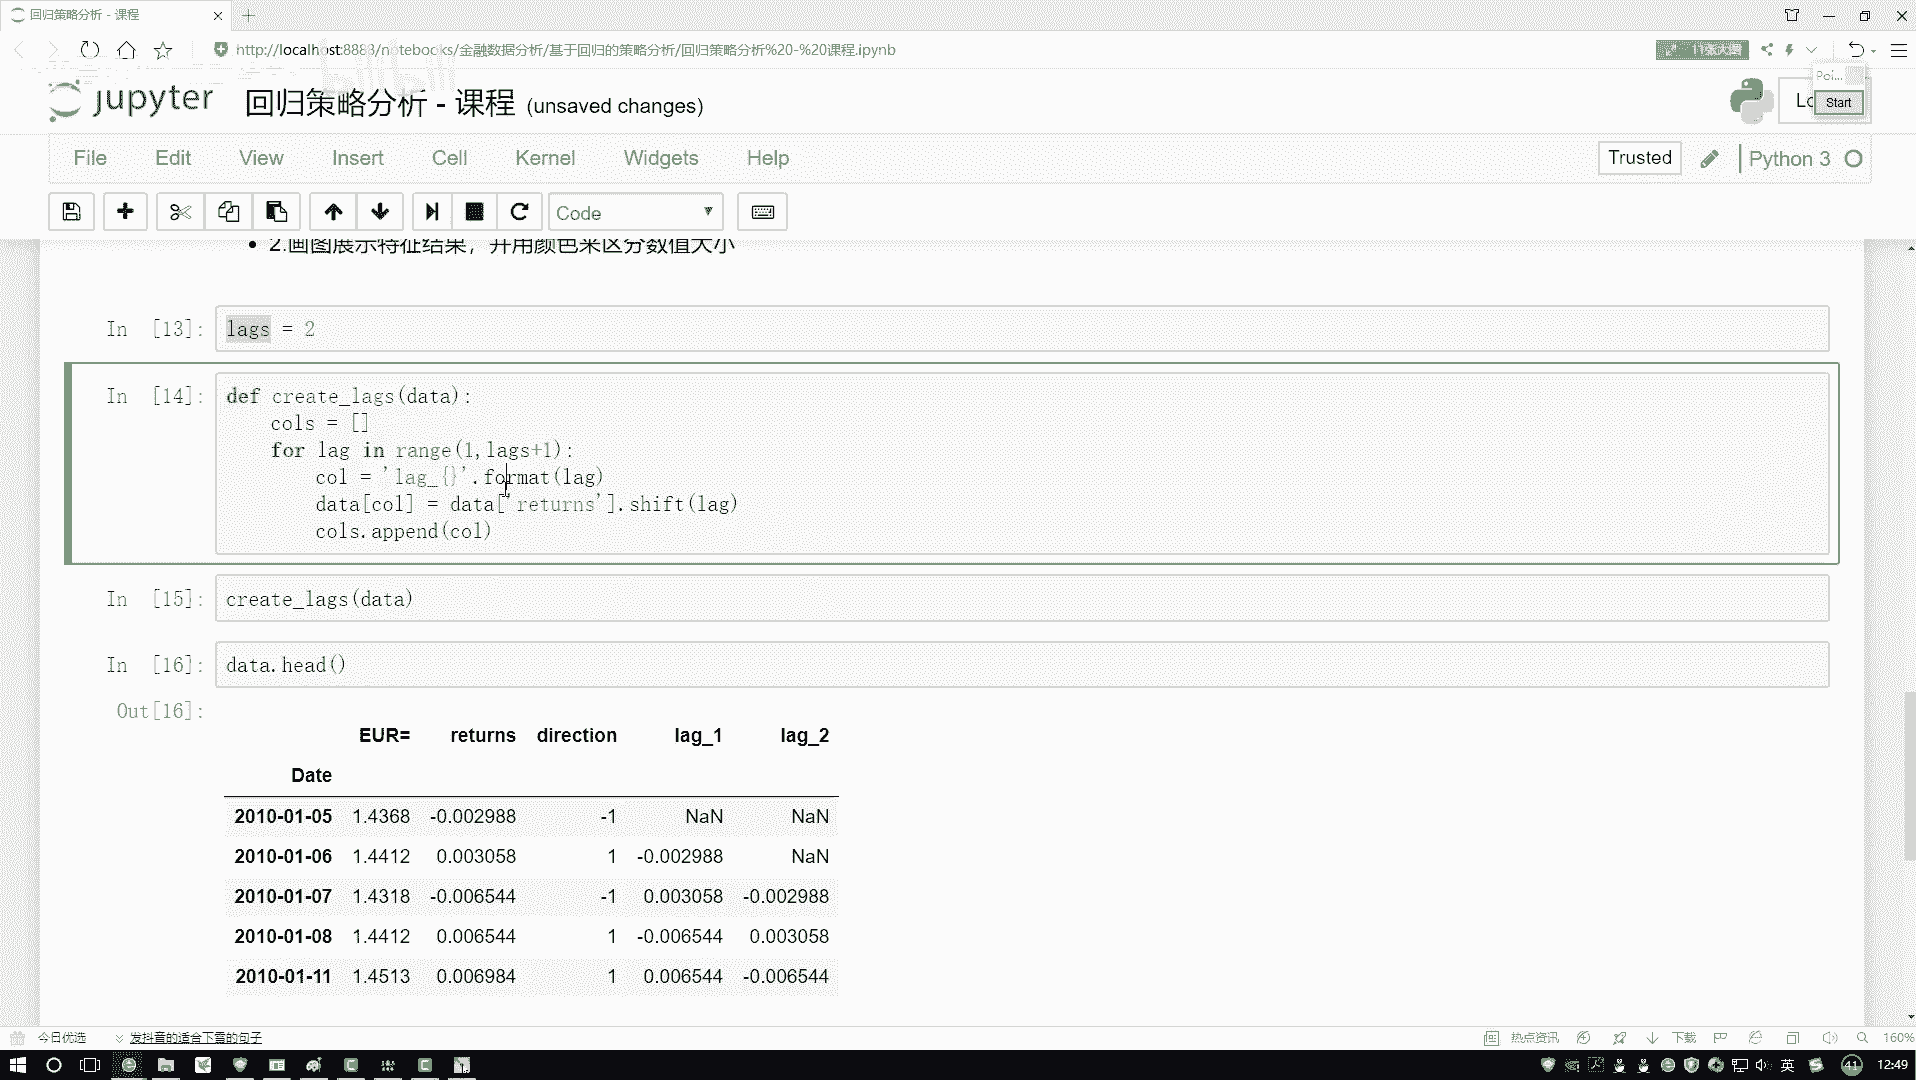 回归策略分析 - 课程
http://localhost:8888/notebooks/金融数据分析/基于回归的策略分析/回归策略分析%20-%20课程.ipynb
jupyter 回归策略分析 - 课程 (unsaved changes)
Poi...
Start
File Edit View Insert Cell Kernel Widgets Help
Trusted Python 3
Code
2.画图展示特征结果，并用颜色来区分数值大小
In [13]: lags = 2
In [14]: def create_lags(data):
cols = []
for lag in range(1,lags+1):
col = 'lag_{}'.format(lag)
data[col] = data['returns'].shift(lag)
cols.append(col)
In [15]: create_lags(data)
In [16]: data.head()
Out[16]:
EUR= returns direction lag_1 lag_2
Date
2010-01-05 1.4368 -0.002988 -1 NaN NaN
2010-01-06 1.4412 0.003058 1 -0.002988 NaN
2010-01-07 1.4318 -0.006544 -1 0.003058 -0.002988
2010-01-08 1.4412 0.006544 1 -0.006544 0.003058
2010-01-11 1.4513 0.006984 1 0.006544 -0.006544
今日优选 发抖音的适合下雪的句子 热点资讯 下载 160%
英 41 12:49